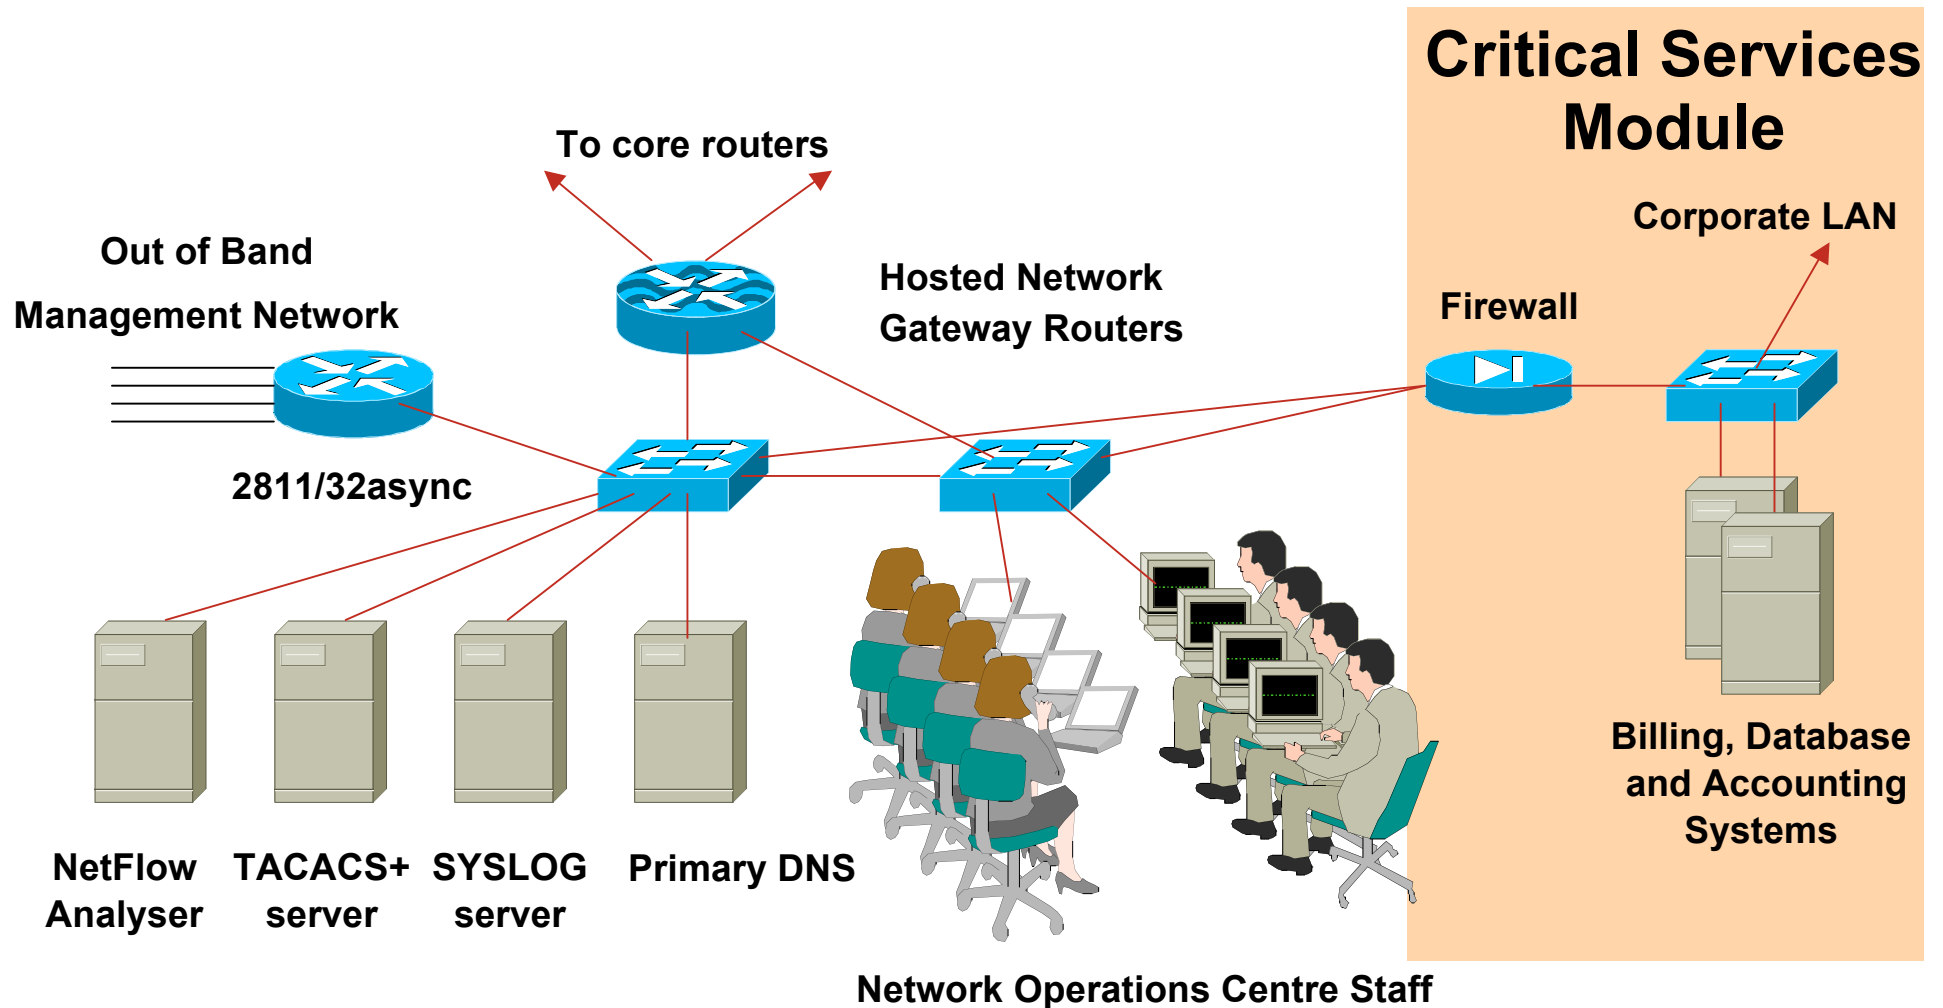 Critical Services
Module
To core routers
Corporate LAN
Out of Band
Management Network
Hosted Network
Gateway Routers
Firewall
2811/32async
Billing, Database
and Accounting
Systems
NetFlow
Analyser
TACACS+
server
SYSLOG
server
Primary DNS
Network Operations Centre Staff